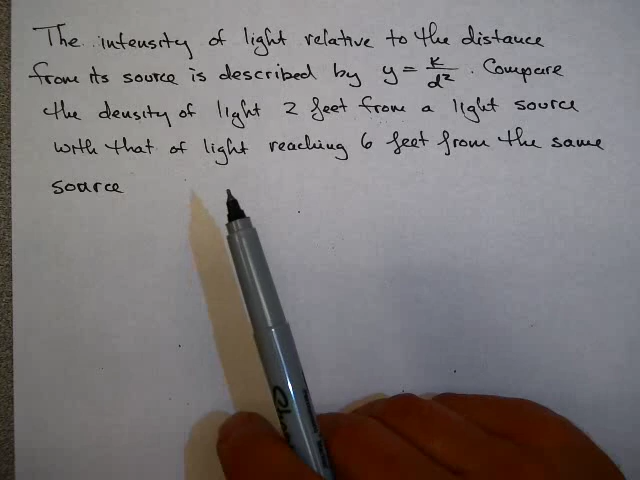 The intensity of light relative to the distance
from its source is described by y = k/d². Compare
the density of light 2 feet from a light source
with that of light reaching 6 feet from the same
source